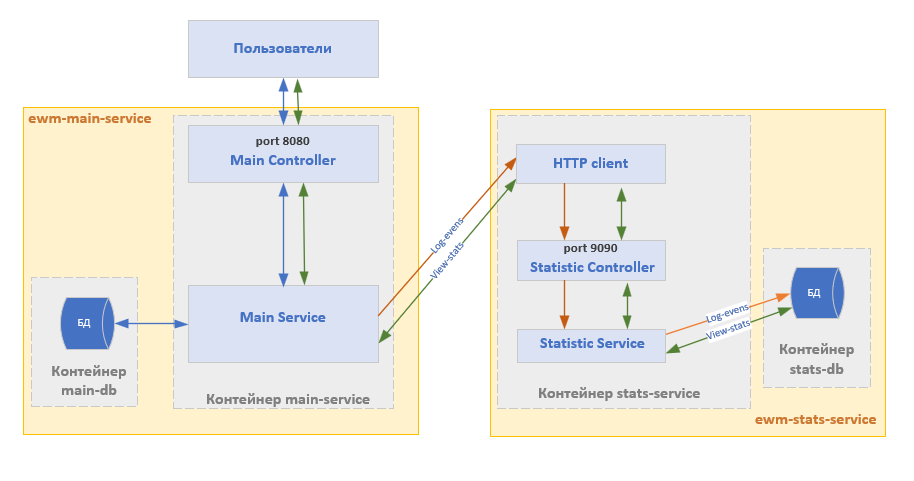 Пользователи
ewm-main-service
port 8080
Main Controller
Main Service
БД
Контейнер
main-db
Контейнер main-service
Log-evens
View-stats
HTTP client
port 9090
Statistic Controller
Statistic Service
Log-evens
View-stats
БД
Контейнер
stats-db
Контейнер stats-service
ewm-stats-service